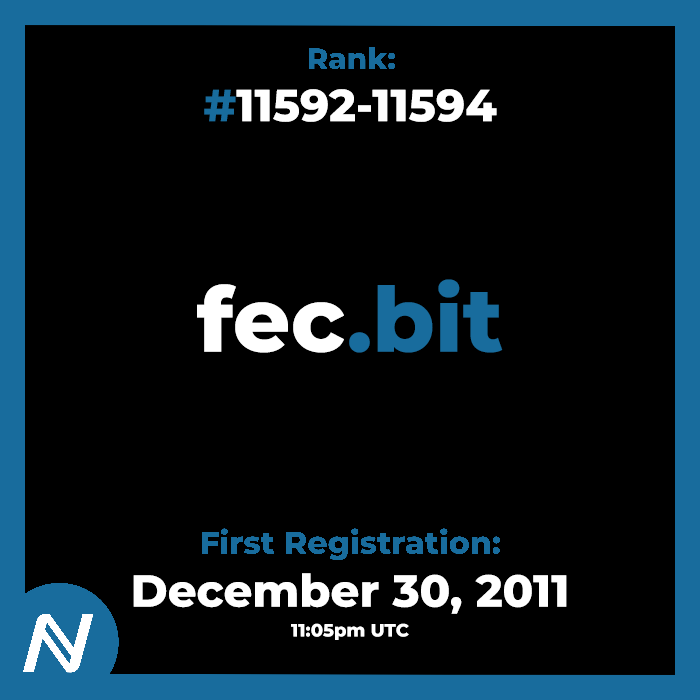 Rank:
#11592-11594
fec.bit
First Registration:
December 30, 2011
11:05pm UTC